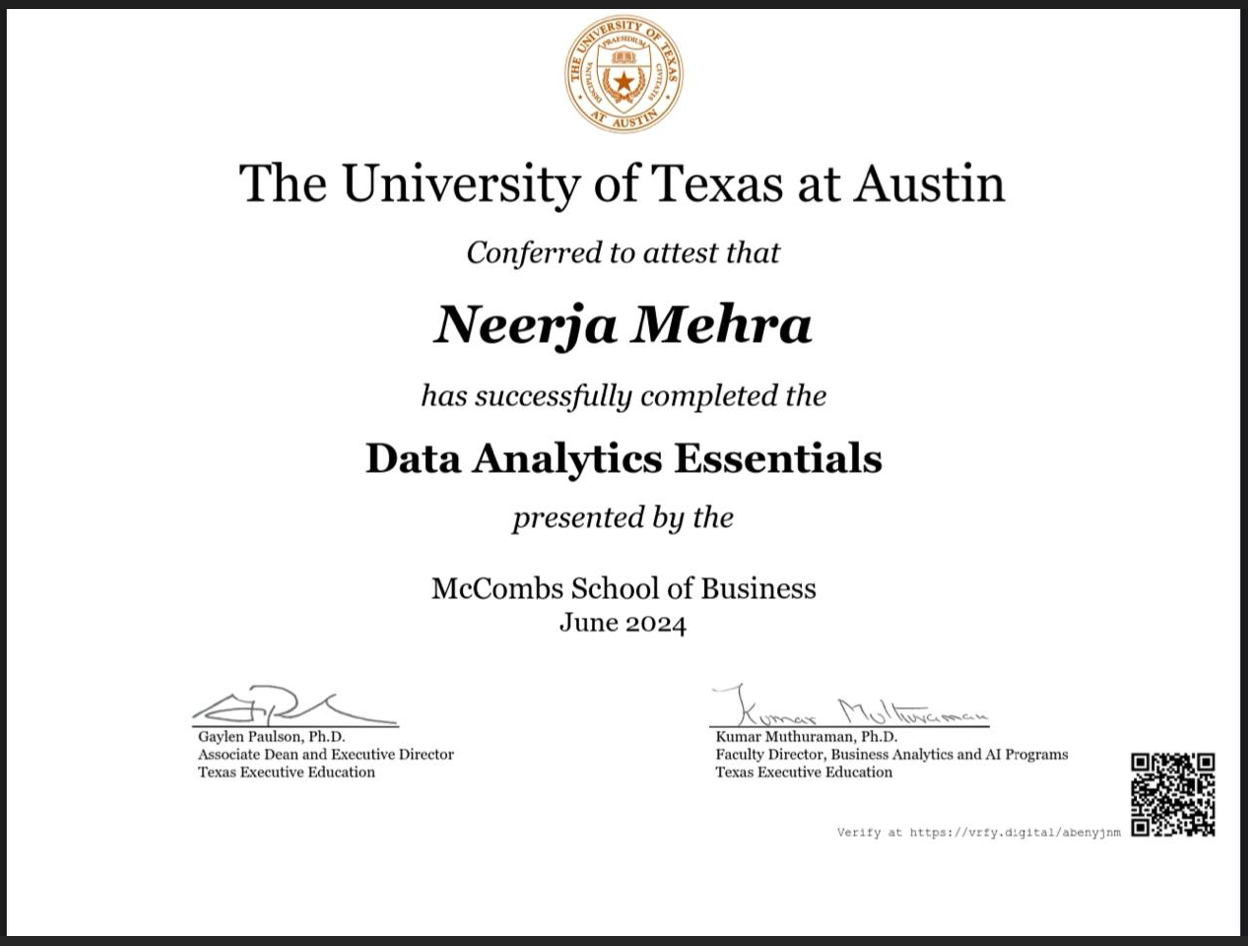 THE UNIVERSITY OF TEXAS
AT AUSTIN
PRAESIDIUM
DISCIPLINA
CIVITATIS
The University of Texas at Austin
Conferred to attest that
Neerja Mehra
has successfully completed the
Data Analytics Essentials
presented by the
McCombs School of Business
June 2024
Kumar Muthuraman
Gaylen Paulson, Ph.D.
Associate Dean and Executive Director
Texas Executive Education
Kumar Muthuraman, Ph.D.
Faculty Director, Business Analytics and AI Programs
Texas Executive Education
Verify at https://vrfy.digital/abenyjnm